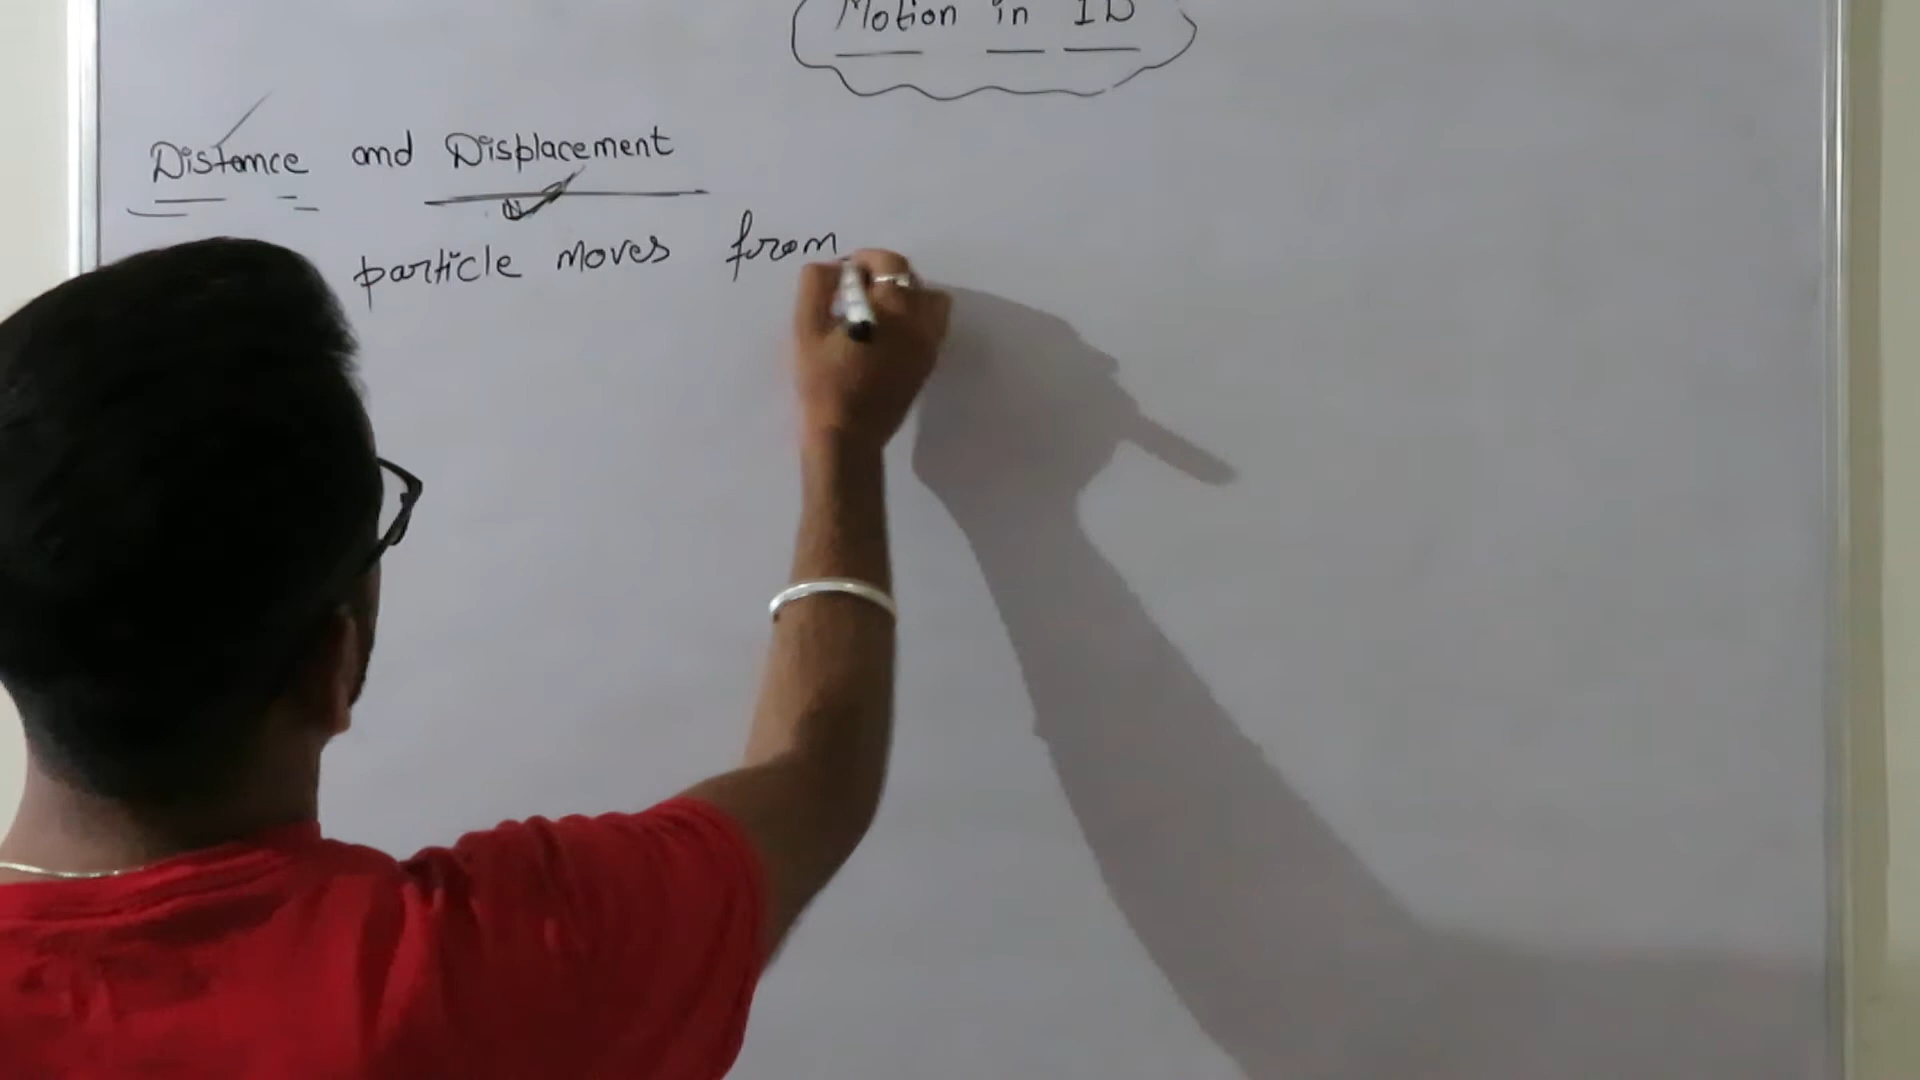 Motion in 1D
Distance and Displacement
particle moves from